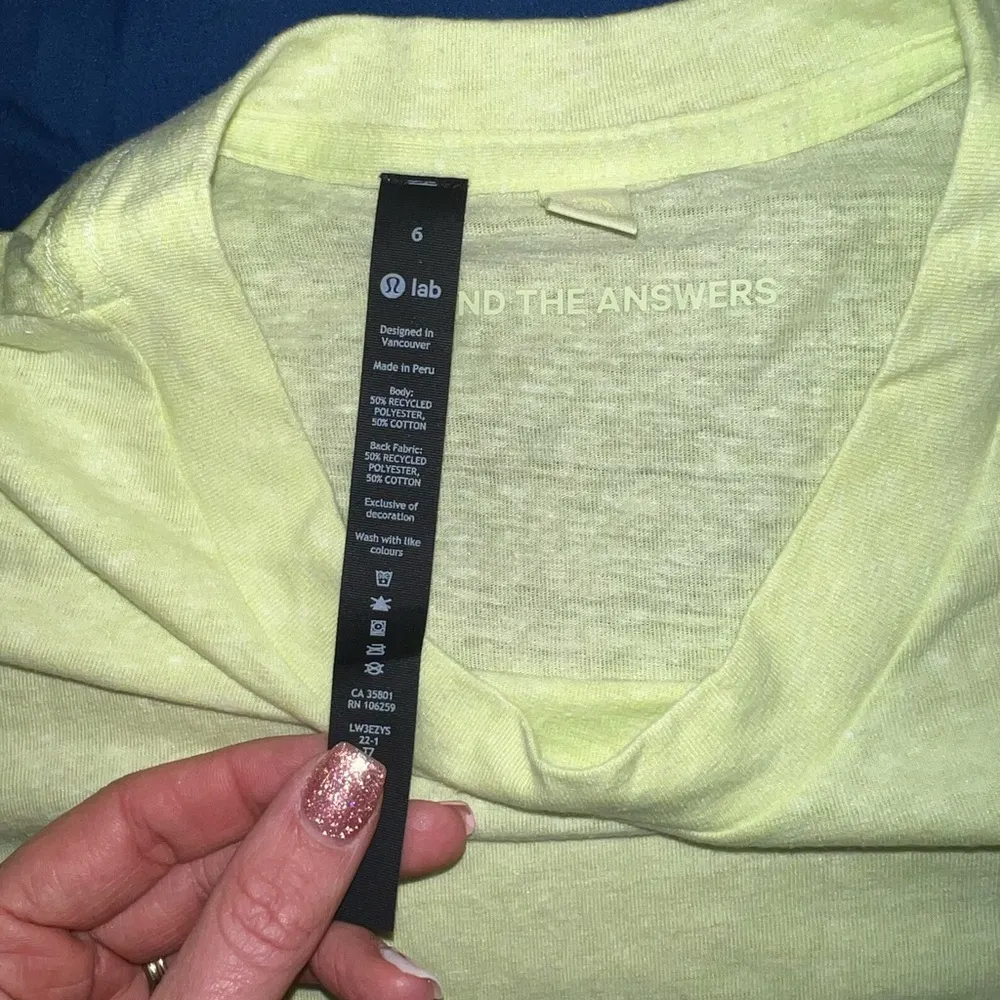 6
lab
Designed in
Vancouver
Made in Peru
Body:
50% RECYCLED
POLYESTER,
50% COTTON
Back Fabric:
50% RECYCLED
POLYESTER,
50% COTTON
Exclusive of
decoration
Wash with like
colours
CA 35801
RN 106259
LW3EZYS
22-1
ND THE ANSWERS